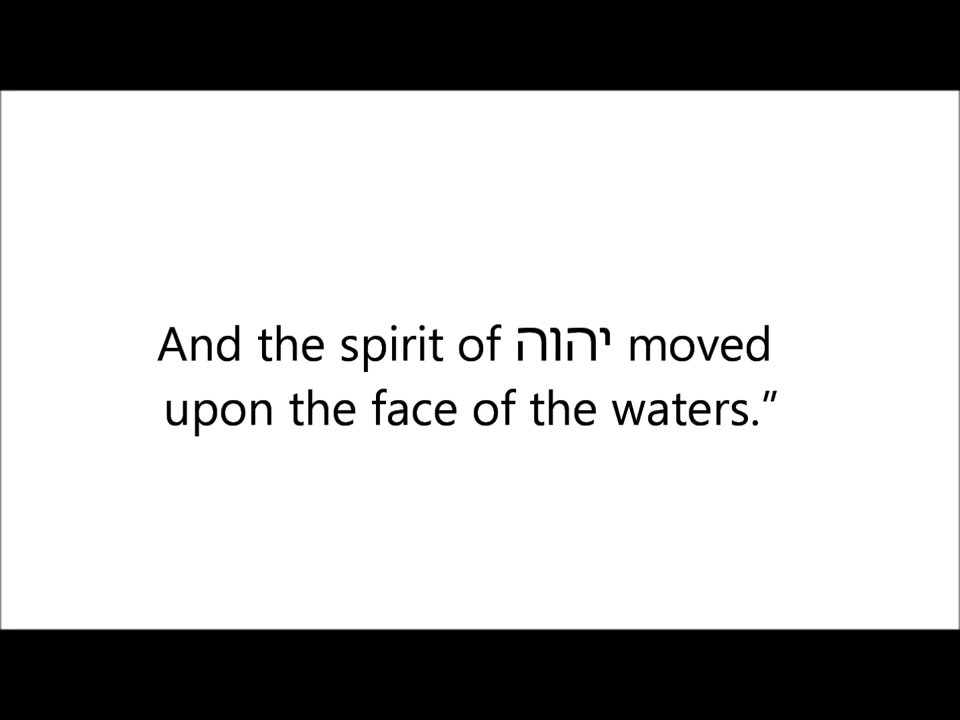 And the spirit of יהוה moved
upon the face of the waters.”